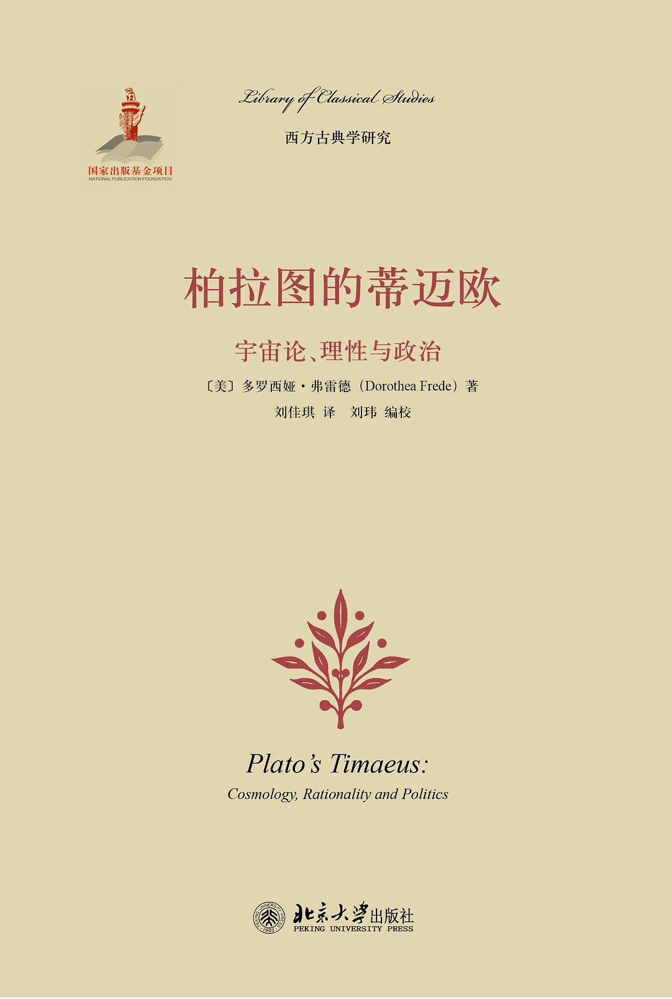 Library of Classical Studies
西方古典学研究
国家出版基金项目
NATIONAL PUBLICATION FOUNDATION
柏拉图的蒂迈欧
宇宙论、理性与政治
〔美〕多罗西娅・弗雷德（Dorothea Frede）著
刘佳琪 译 刘玮 编校
Plato’s Timaeus:
Cosmology, Rationality and Politics
PEKING UNIVERSITY PRESS
·1902·
北京大学出版社
PEKING UNIVERSITY PRESS